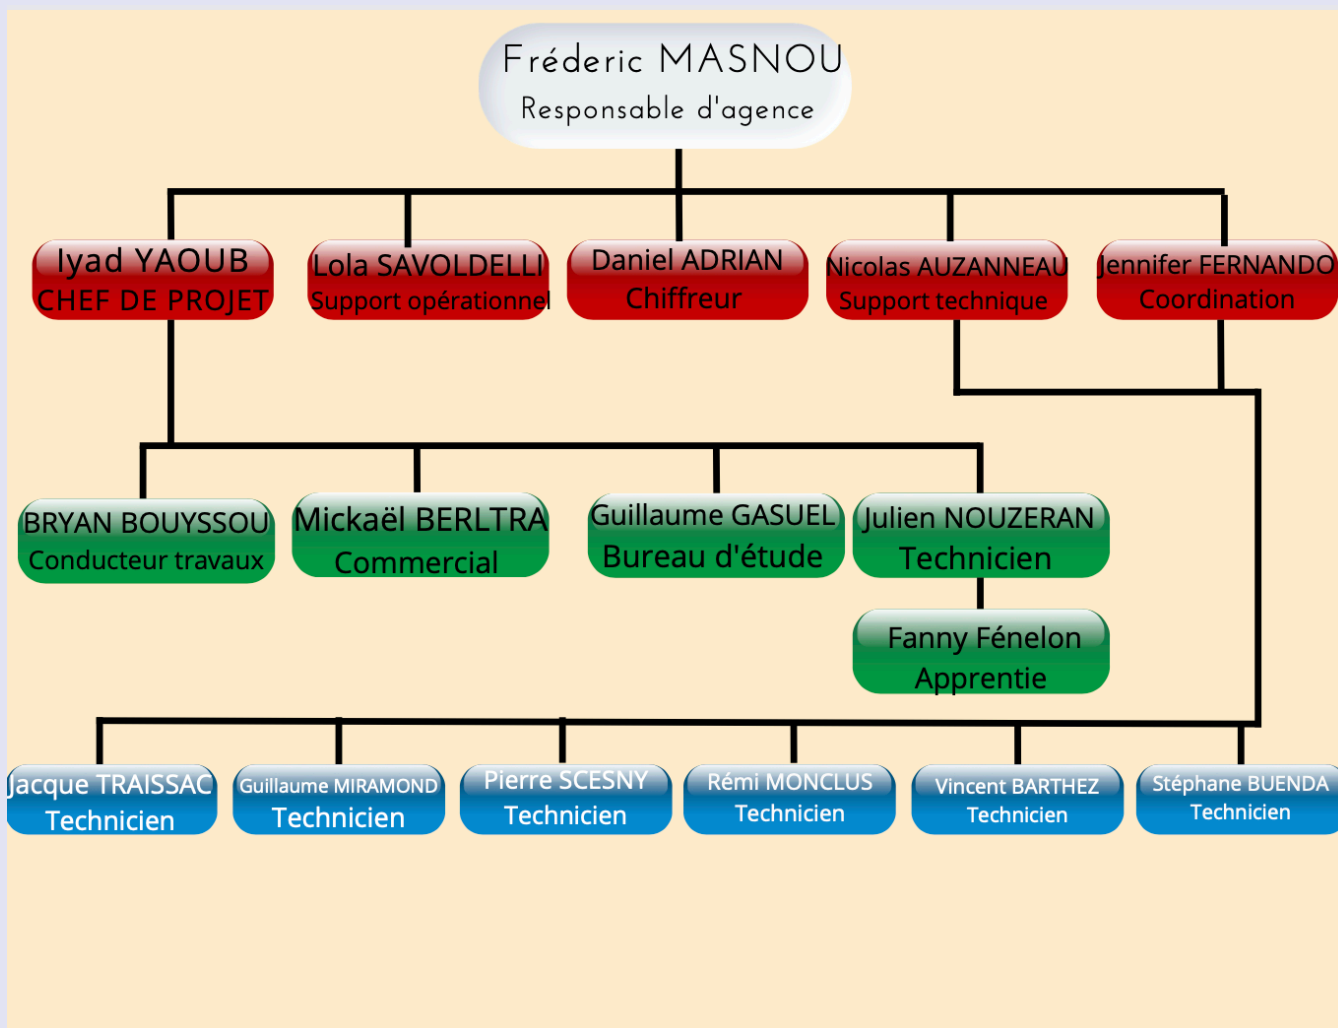 Fréderic MASNOU
Responsable d'agence
Iyad YAOUB
CHEF DE PROJET
Lola SAVOLDELLI
Support opérationnel
Daniel ADRIAN
Chiffreur
Nicolas AUZANNEAU
Support technique
Jennifer FERNANDO
Coordination
BRYAN BOUYSSOU
Conducteur travaux
Mickaël BERLTRA
Commercial
Guillaume GASUEL
Bureau d'étude
Julien NOUZERAN
Technicien
Fanny Fénelon
Apprentie
Jacque TRAISSAC
Technicien
Guillaume MIRAMOND
Technicien
Pierre SCESNY
Technicien
Rémi MONCLUS
Technicien
Vincent BARTHEZ
Technicien
Stéphane BUENDA
Technicien